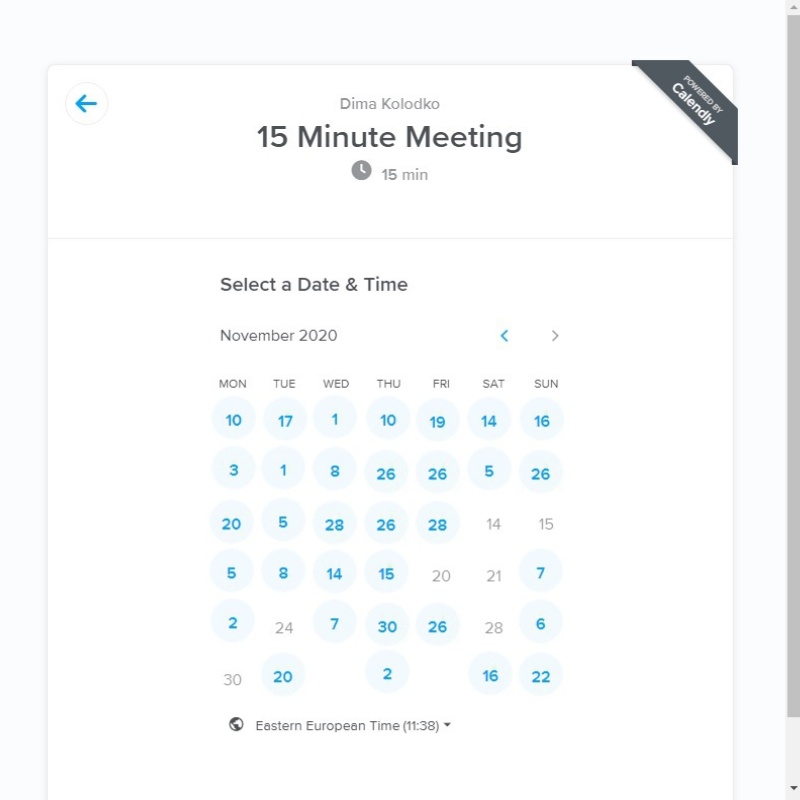 POWERED BY
Calendly
Dima Kolodko
15 Minute Meeting
15 min
Select a Date & Time
November 2020
MON TUE WED THU FRI SAT SUN
10 17 1 10 19 14 16
3 1 8 26 26 5 26
20 5 28 26 28 14 15
5 8 14 15 20 21 7
2 24 7 30 26 28 6
30 20 2 16 22
Eastern European Time (11:38)